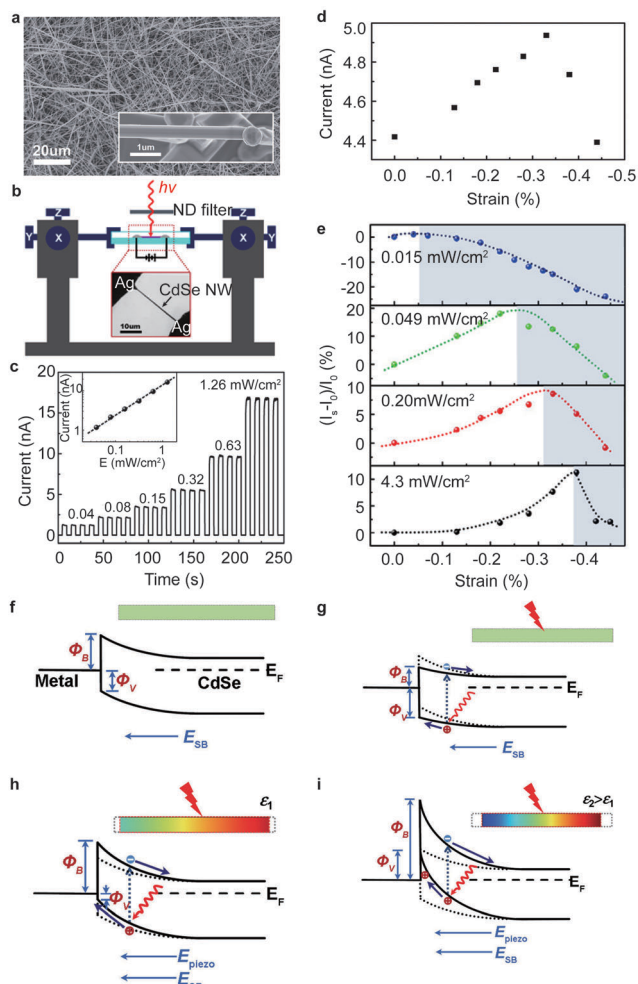 a
20um
1um
b
hv
ND filter
Z
Z
Y
X
X
Y
Ag
CdSe NW
10um
Ag
c
Current (nA)
20
15
10
5
0
Current (nA)
10
1
0.1
1
E (mW/cm²)
1.26 mW/cm²
0.04
0.08
0.15
0.32
0.63
0 50 100 150 200 250
Time (s)
d
Current (nA)
5.0
4.8
4.6
4.4
0.0 -0.1 -0.2 -0.3 -0.4 -0.5
Strain (%)
e
(Is-I0)/I0 (%)
0
-10
-20
0.015 mW/cm²
20
10
0
0.049 mW/cm²
10
5
0
0.20mW/cm²
10
5
0
4.3 mW/cm²
0.0 -0.1 -0.2 -0.3 -0.4
Strain (%)
f
ΦB
Metal
ΦV
CdSe
EF
ESB
g
ΦB
ΦV
EF
ESB
h
ε1
ΦB
ΦV
EF
Epiezo
i
ε2>ε1
ΦB
ΦV
EF
Epiezo
ESB